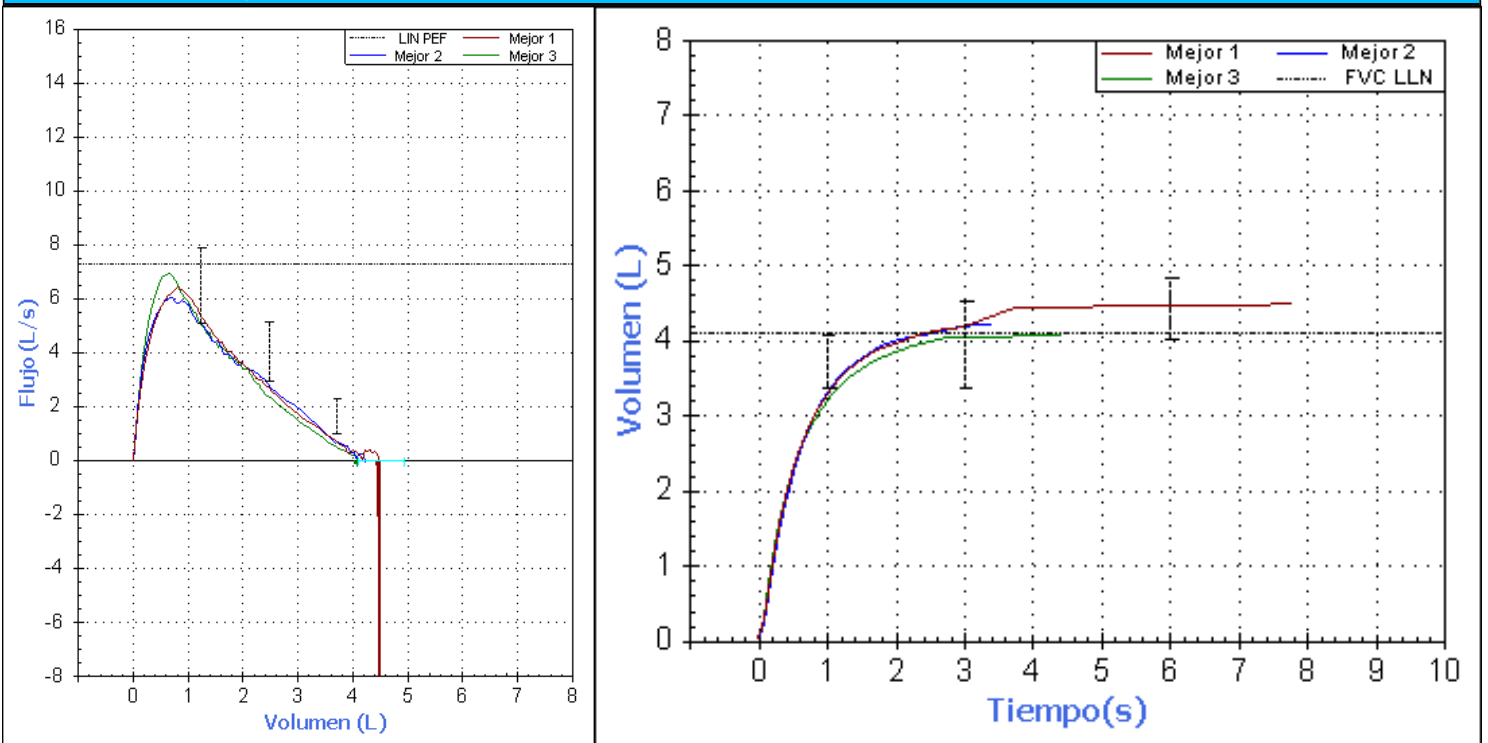 16
14
12
10
8
6
4
2
0
-2
-4
-6
-8
Flujo (L/s)
LIN PEF Mejor 1
Mejor 2 Mejor 3
0 1 2 3 4 5 6 7 8
Volumen (L)
8
7
6
5
4
3
2
1
0
Volumen (L)
Mejor 1 Mejor 2
Mejor 3 FVC LLN
0 1 2 3 4 5 6 7 8 9 10
Tiempo(s)